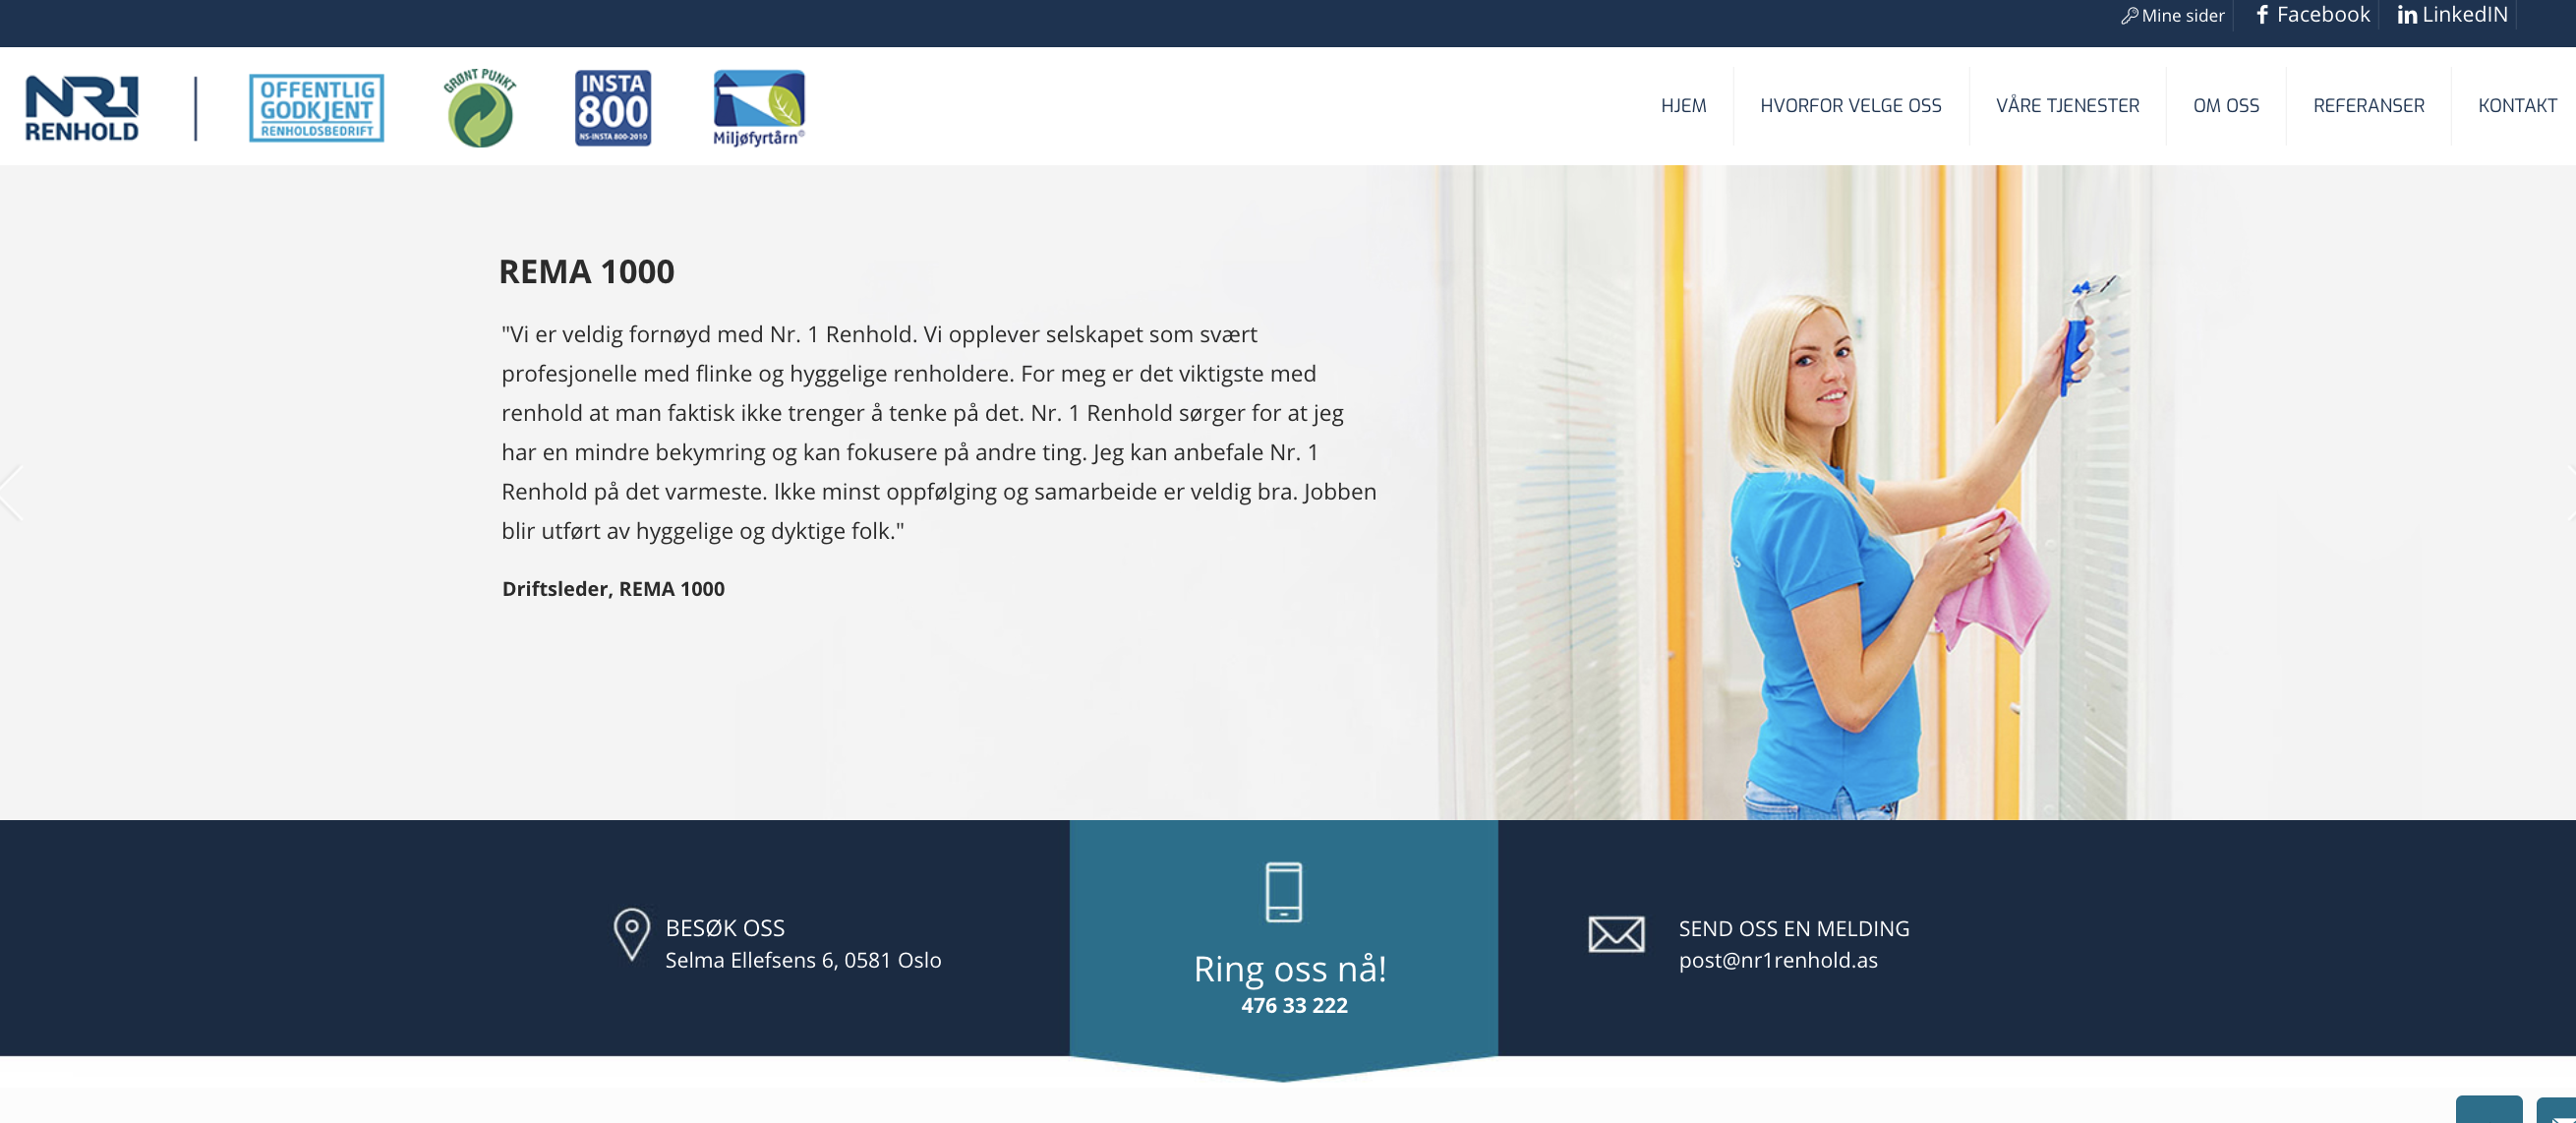 Mine sider
Facebook
LinkedIN
NR1
RENHOLD
OFFENTLIG
GODKJENT
RENHOLDSBEDRIFT
GRØNT PUNKT
INSTA
800
NS-INSTA 800-2010
Miljøfyrtårn®
HJEM
HVORFOR VELGE OSS
VÅRE TJENESTER
OM OSS
REFERANSER
KONTAKT
REMA 1000
"Vi er veldig fornøyd med Nr. 1 Renhold. Vi opplever selskapet som svært
profesjonelle med flinke og hyggelige renholdere. For meg er det viktigste med
renhold at man faktisk ikke trenger å tenke på det. Nr. 1 Renhold sørger for at jeg
har en mindre bekymring og kan fokusere på andre ting. Jeg kan anbefale Nr. 1
Renhold på det varmeste. Ikke minst oppfølging og samarbeide er veldig bra. Jobben
blir utført av hyggelige og dyktige folk."
Driftsleder, REMA 1000
BESØK OSS
Selma Ellefsens 6, 0581 Oslo
Ring oss nå!
476 33 222
SEND OSS EN MELDING
post@nr1renhold.as